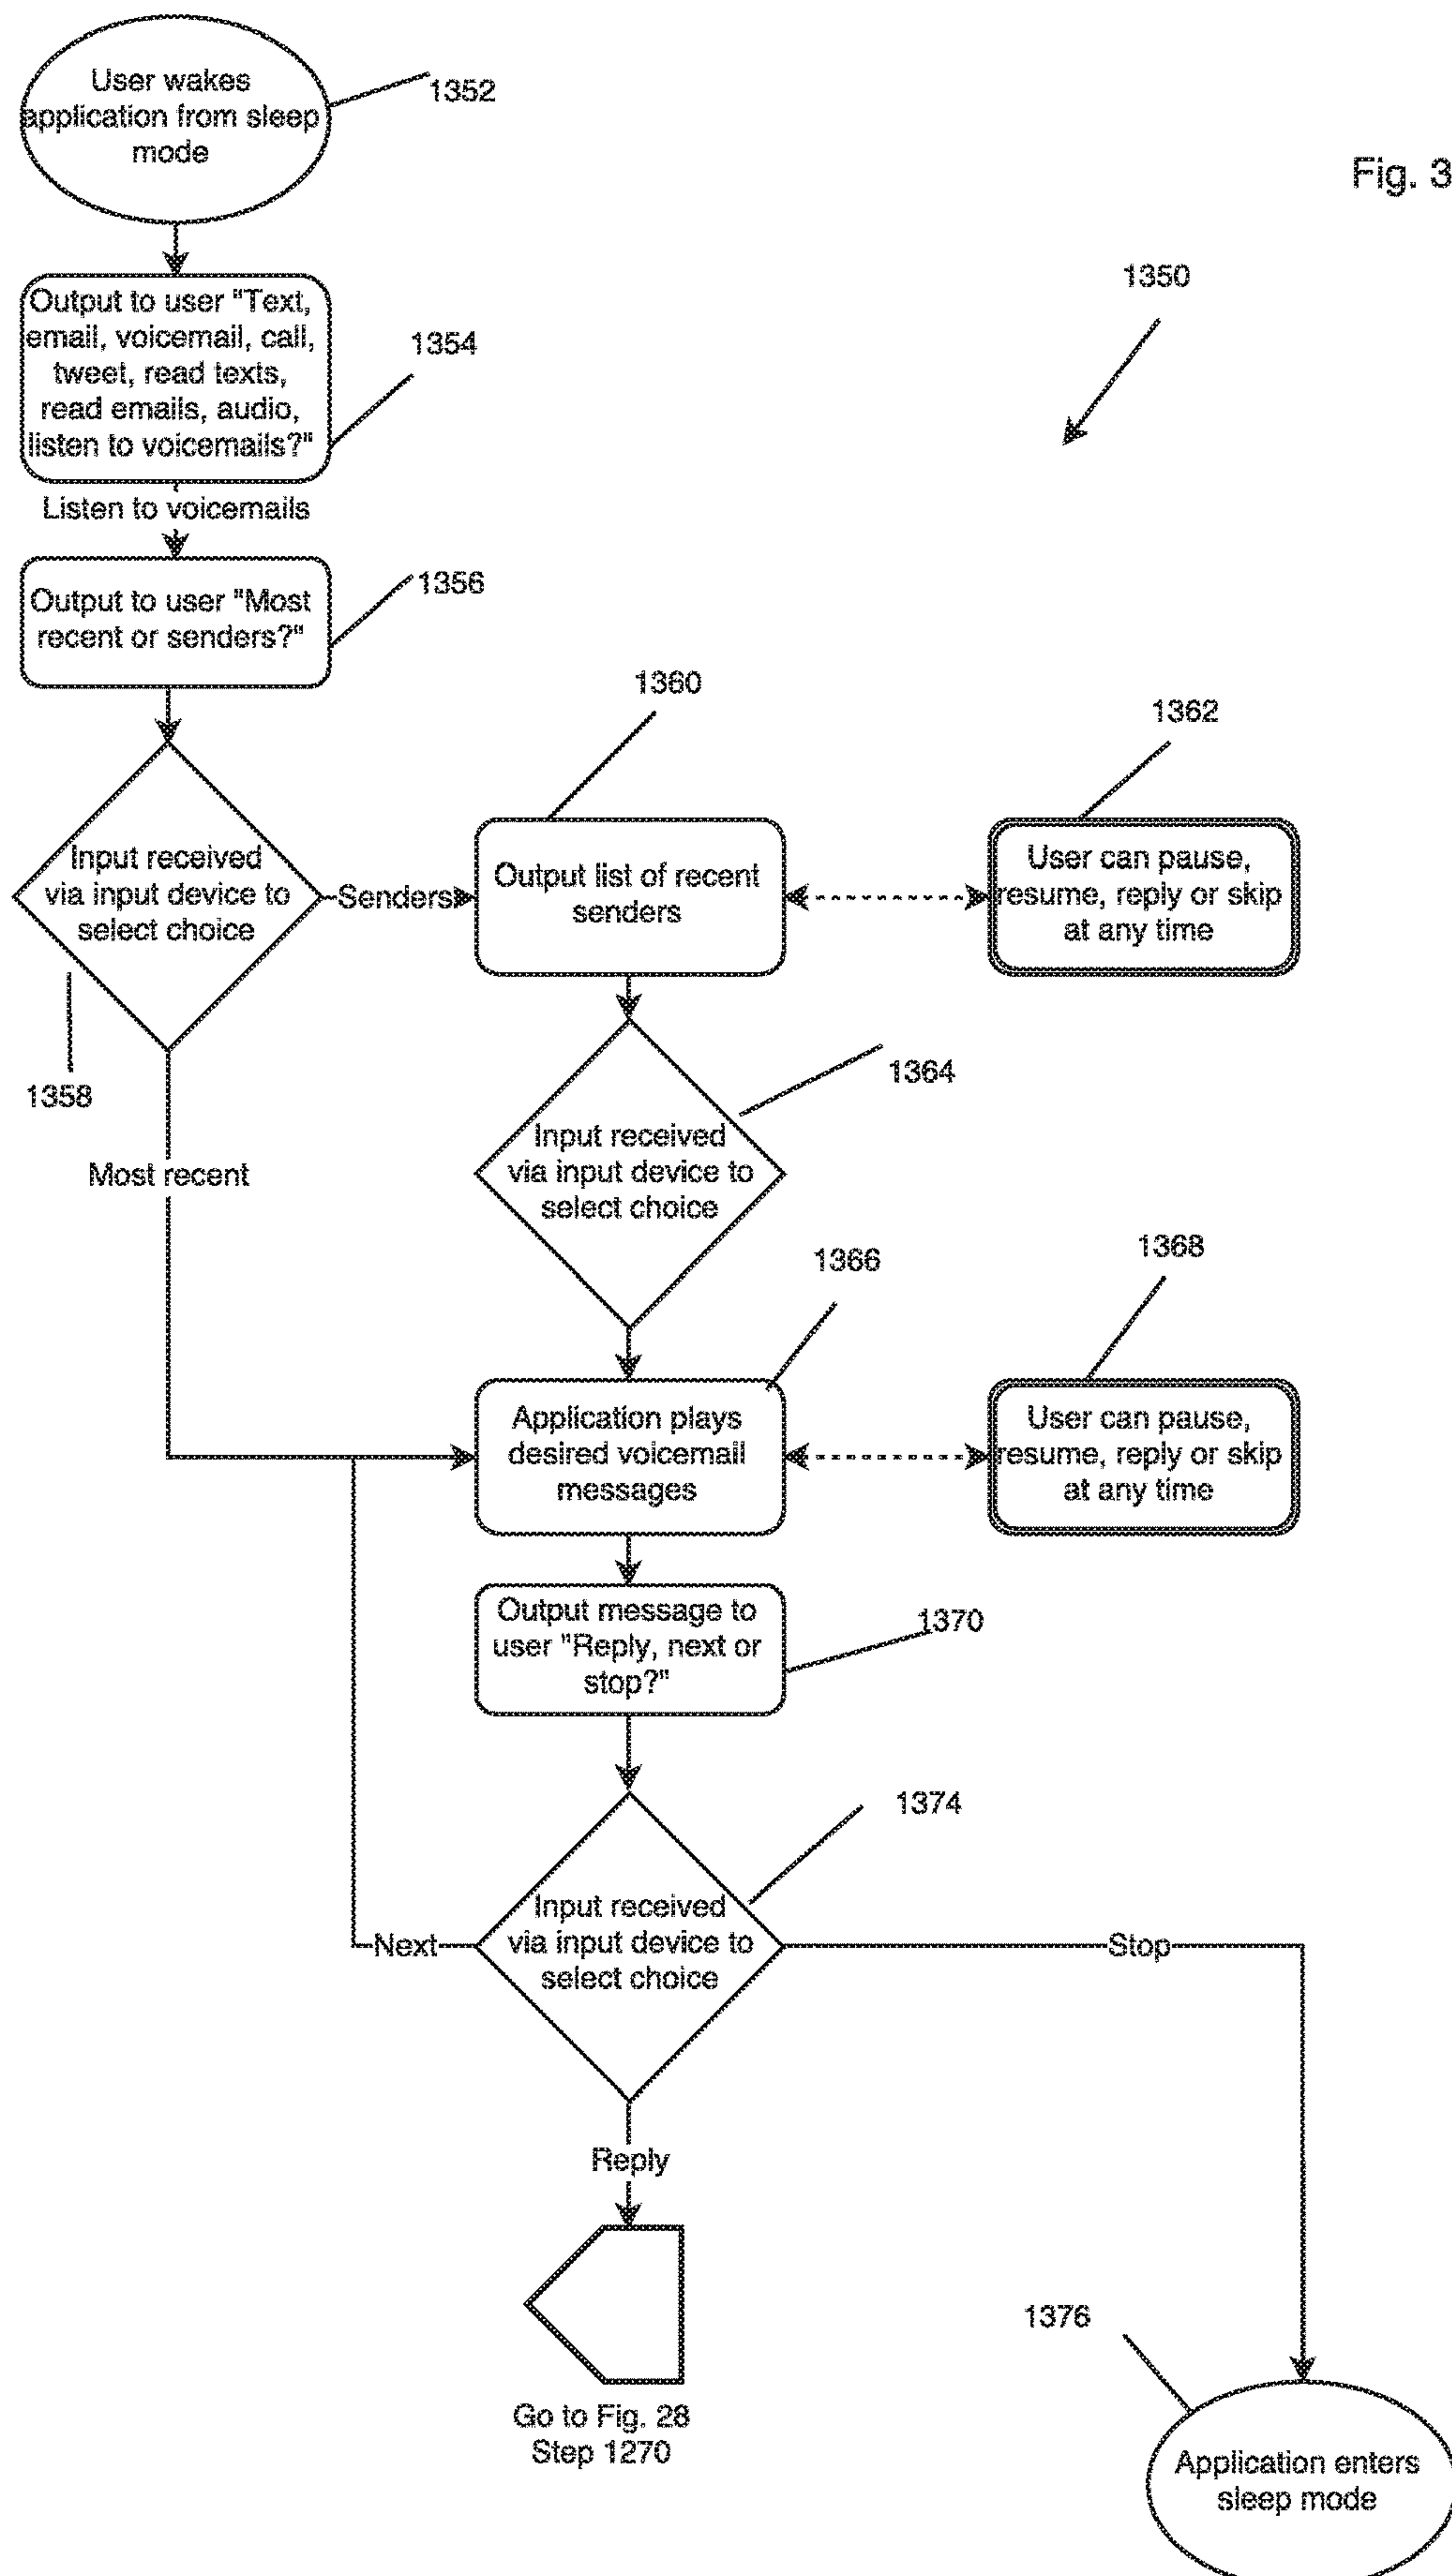 User wakes
application from sleep
mode
1352
Fig. 3
1350
Output to user "Text,
email, voicemail, call,
tweet, read texts,
read emails, audio,
listen to voicemails?"
1354
Listen to voicemails
Output to user "Most
recent or senders?"
1356
1360
1362
Input received
via input device to
select choice
1358
Senders
Output list of recent
senders
User can pause,
resume, reply or skip
at any time
Most recent
Input received
via input device to
select choice
1364
1366
1368
Application plays
desired voicemail
messages
User can pause,
resume, reply or skip
at any time
Output message to
user "Reply, next or
stop?"
1370
1374
Next
Input received
via input device to
select choice
Stop
Reply
Go to Fig. 28
Step 1270
1376
Application enters
sleep mode